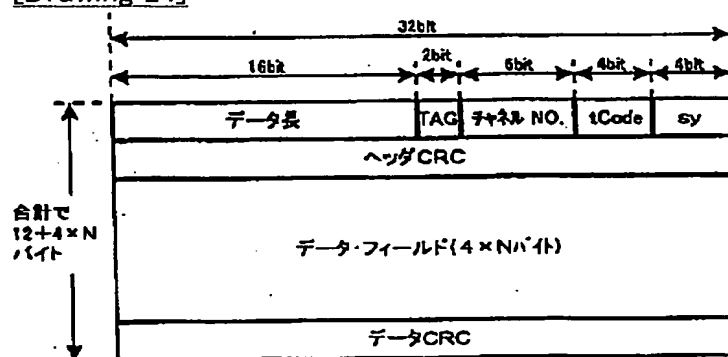 32bit
16bit 2bit 6bit 4bit 4bit
データ長 TAG チャネル NO. tCode sy
ヘッダCRC
合計で
12+4×N
バイト
データ・フィールド(4×Nバイト)
データCRC